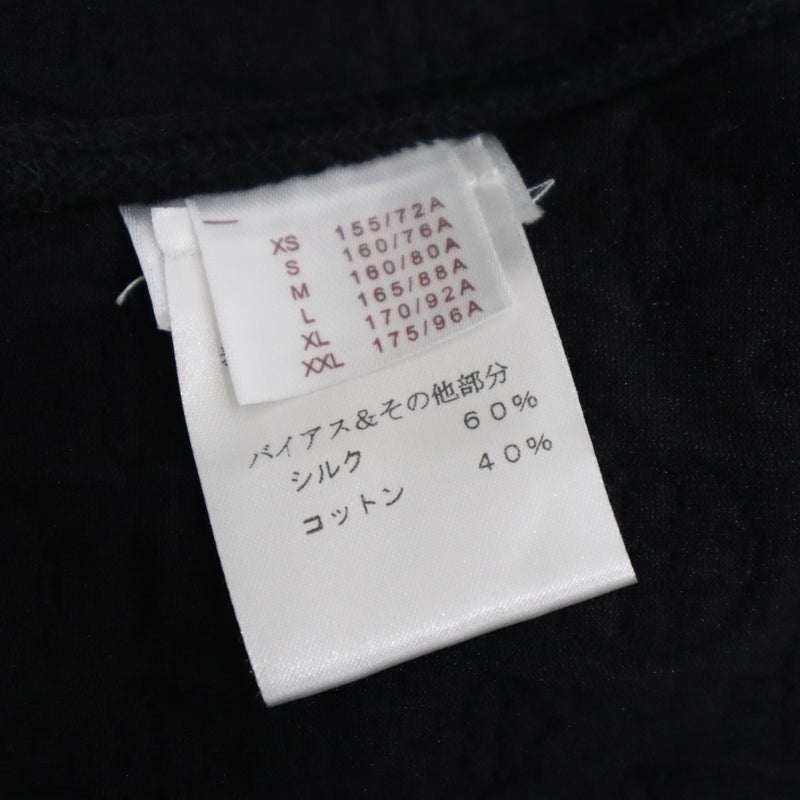 XS 155/72A
S 160/76A
M 160/80A
L 165/88A
XL 170/92A
XXL 175/96A
バイアス&その他部分
シルク 60%
コットン 40%